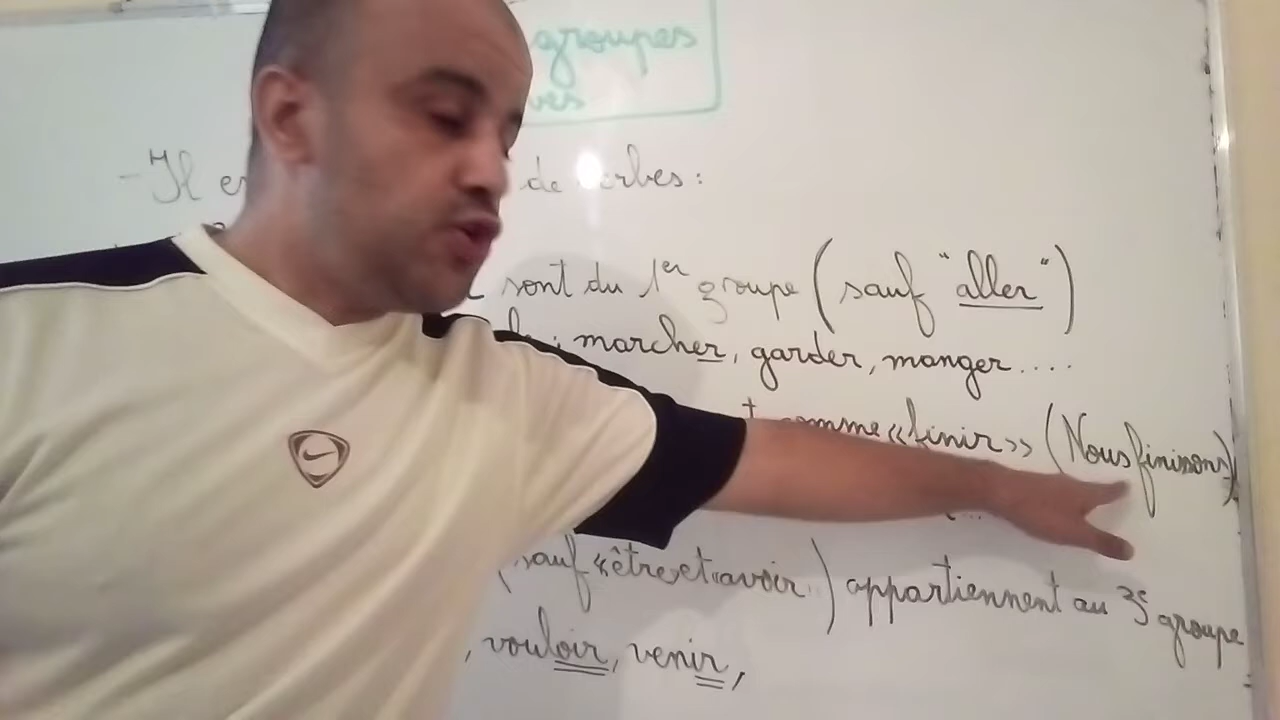 groupes
- Il de verbes :
sont du 1er groupe (sauf "aller")
: marcher, garder, manger....
comme «finir» (Nous finissons)
...
(sauf «être et avoir) appartiennent au 3e groupe
, vouloir, venir,